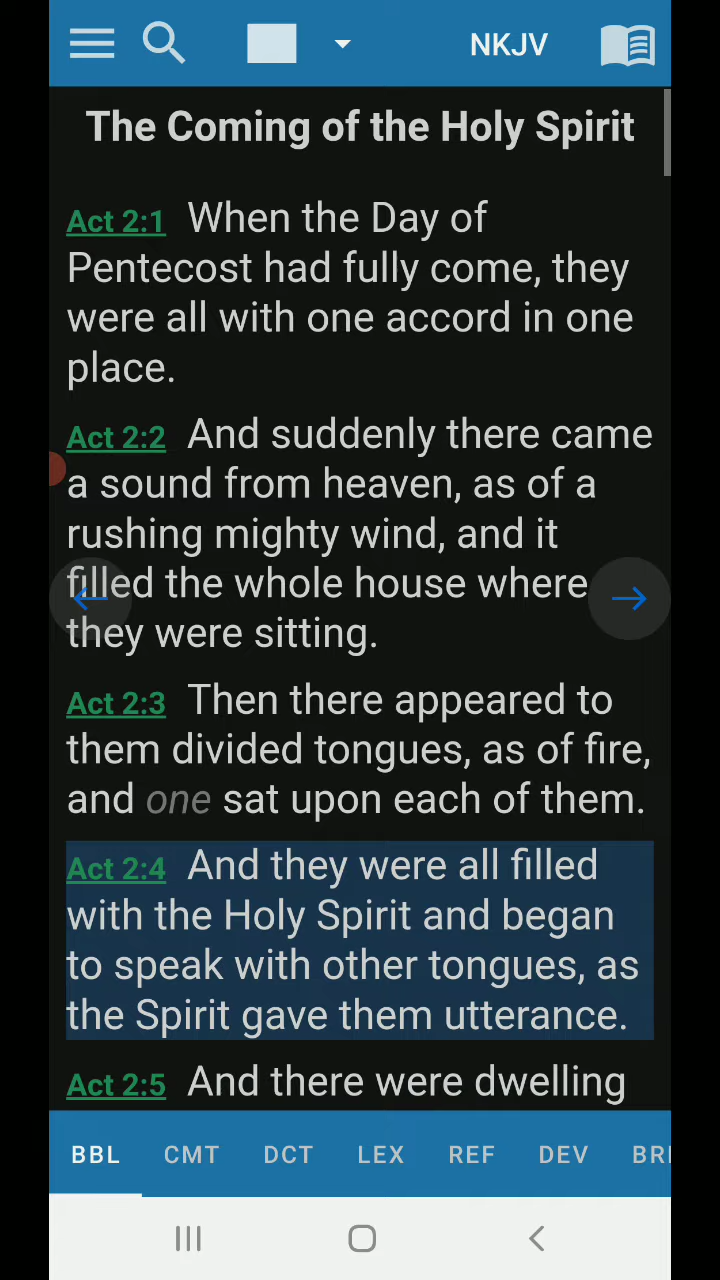 NKJV
The Coming of the Holy Spirit
Act 2:1 When the Day of
Pentecost had fully come, they
were all with one accord in one
place.
Act 2:2 And suddenly there came
a sound from heaven, as of a
rushing mighty wind, and it
filled the whole house where
they were sitting.
Act 2:3 Then there appeared to
them divided tongues, as of fire,
and one sat upon each of them.
Act 2:4 And they were all filled
with the Holy Spirit and began
to speak with other tongues, as
the Spirit gave them utterance.
Act 2:5 And there were dwelling
BBL CMT DCT LEX REF DEV